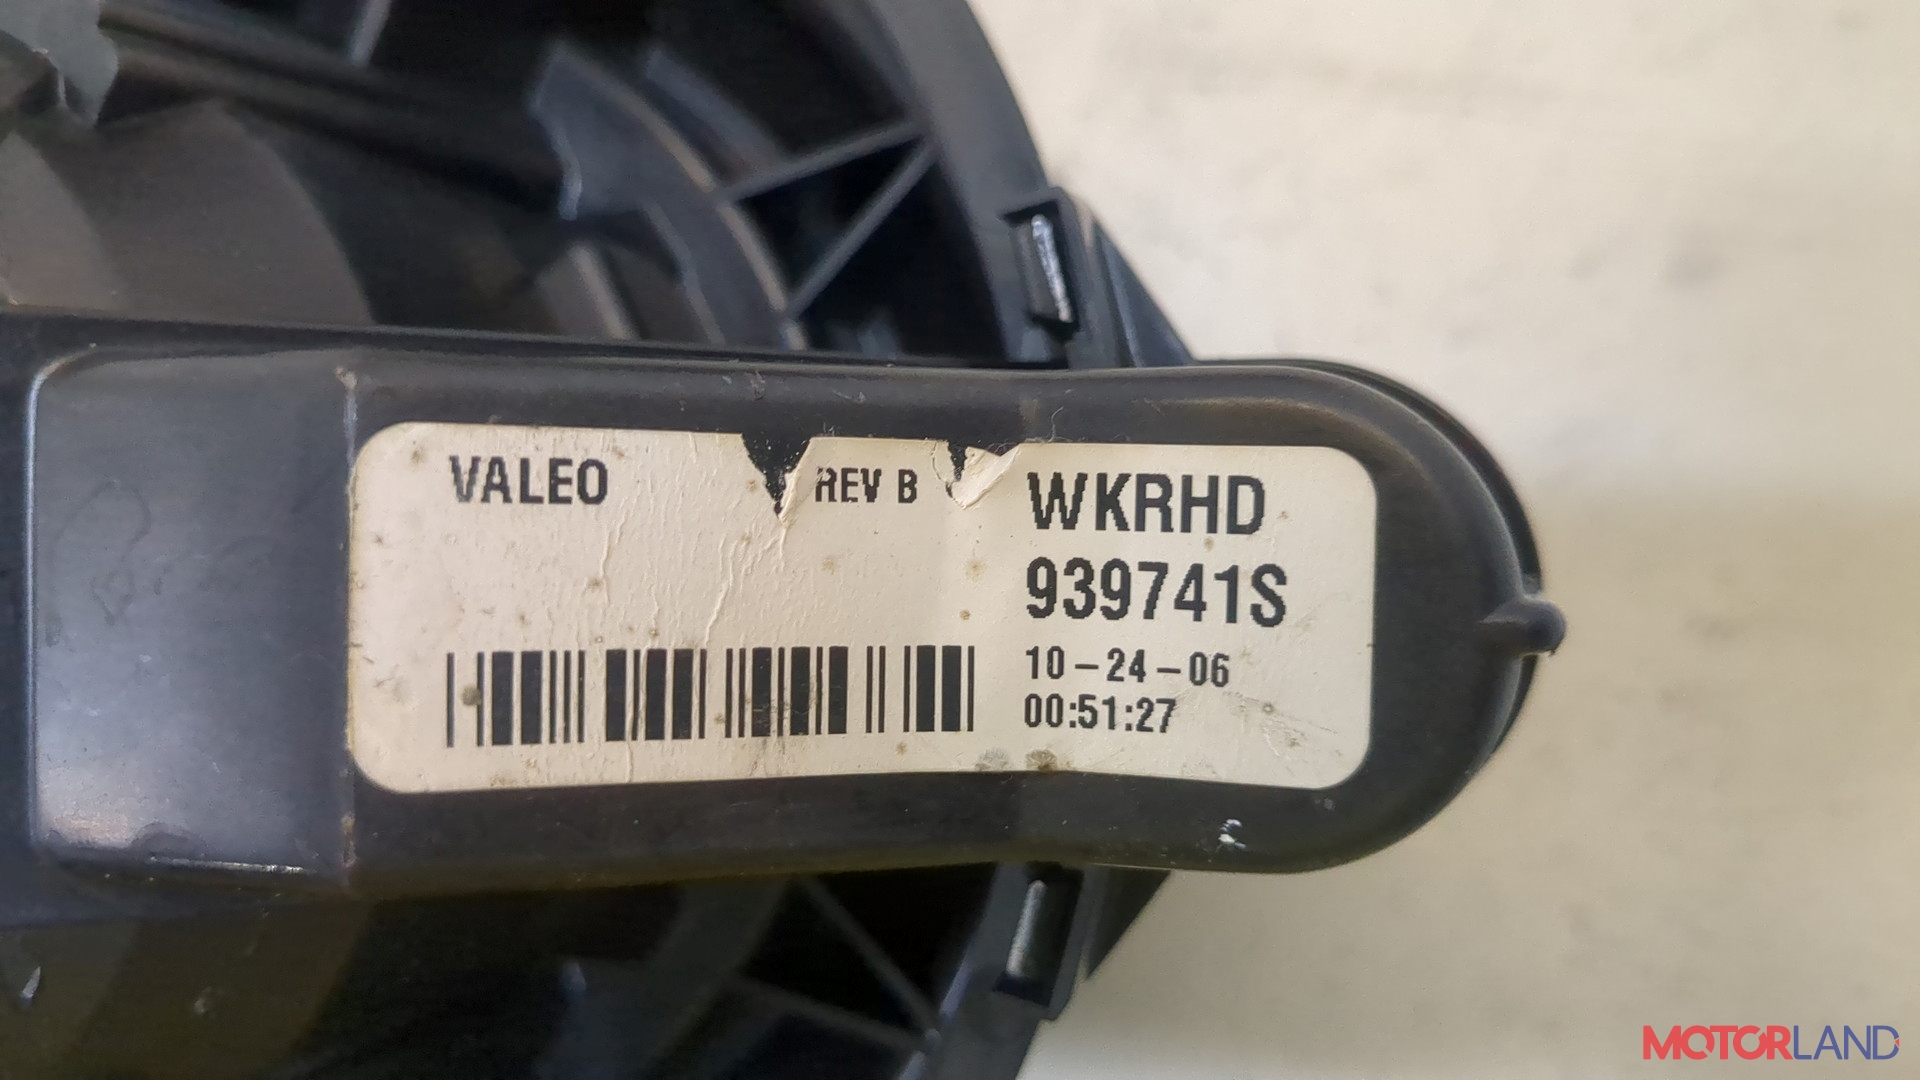 VALEO
REV B
WKRHD
939741S
10-24-06
00:51:27
MOTORLAND